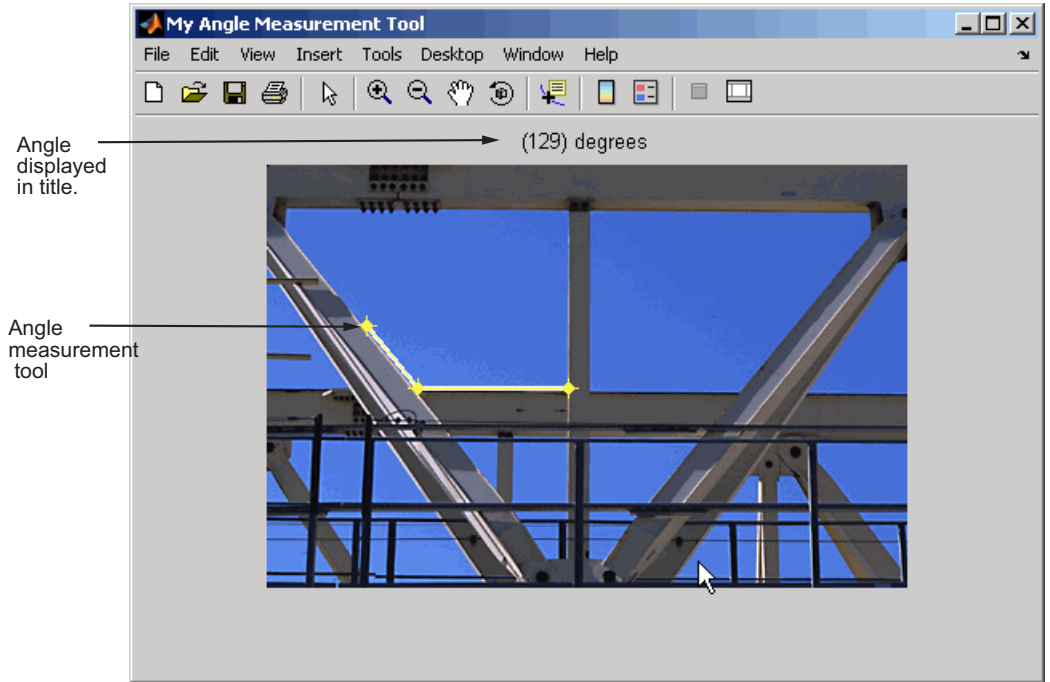 My Angle Measurement Tool
File Edit View Insert Tools Desktop Window Help
Angle
displayed
in title.
(129) degrees
Angle
measurement
tool